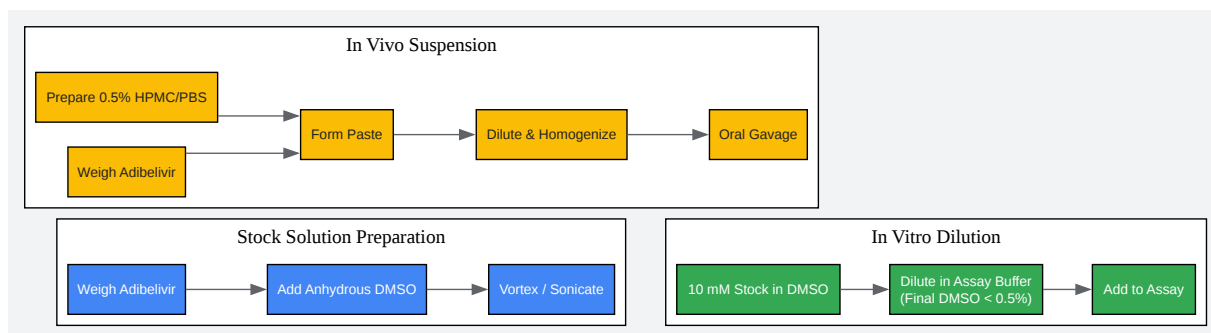 In Vivo Suspension
Prepare 0.5% HPMC/PBS
Weigh Adibelivir
Form Paste
Dilute & Homogenize
Oral Gavage
Stock Solution Preparation
Weigh Adibelivir
Add Anhydrous DMSO
Vortex / Sonicate
In Vitro Dilution
10 mM Stock in DMSO
Dilute in Assay Buffer
(Final DMSO < 0.5%)
Add to Assay